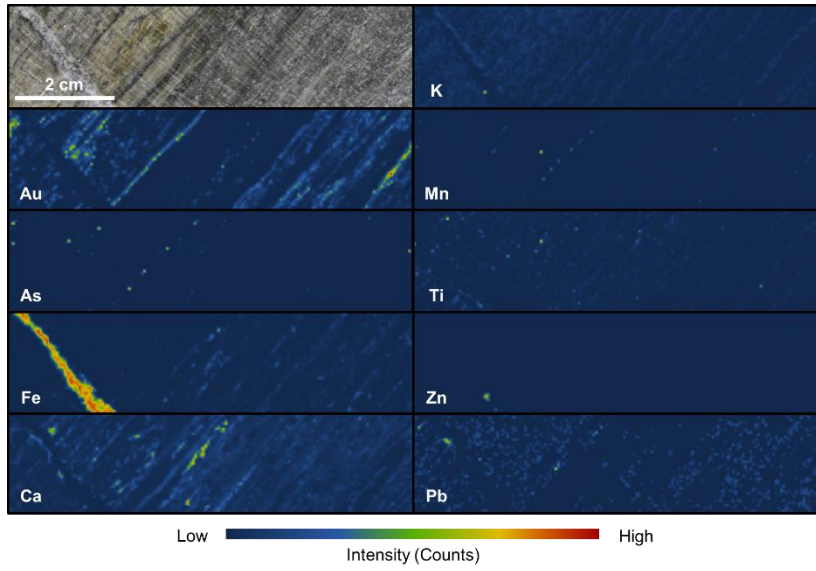 2 cm
K
Au
Mn
As
Ti
Fe
Zn
Ca
Pb
Low
High
Intensity (Counts)